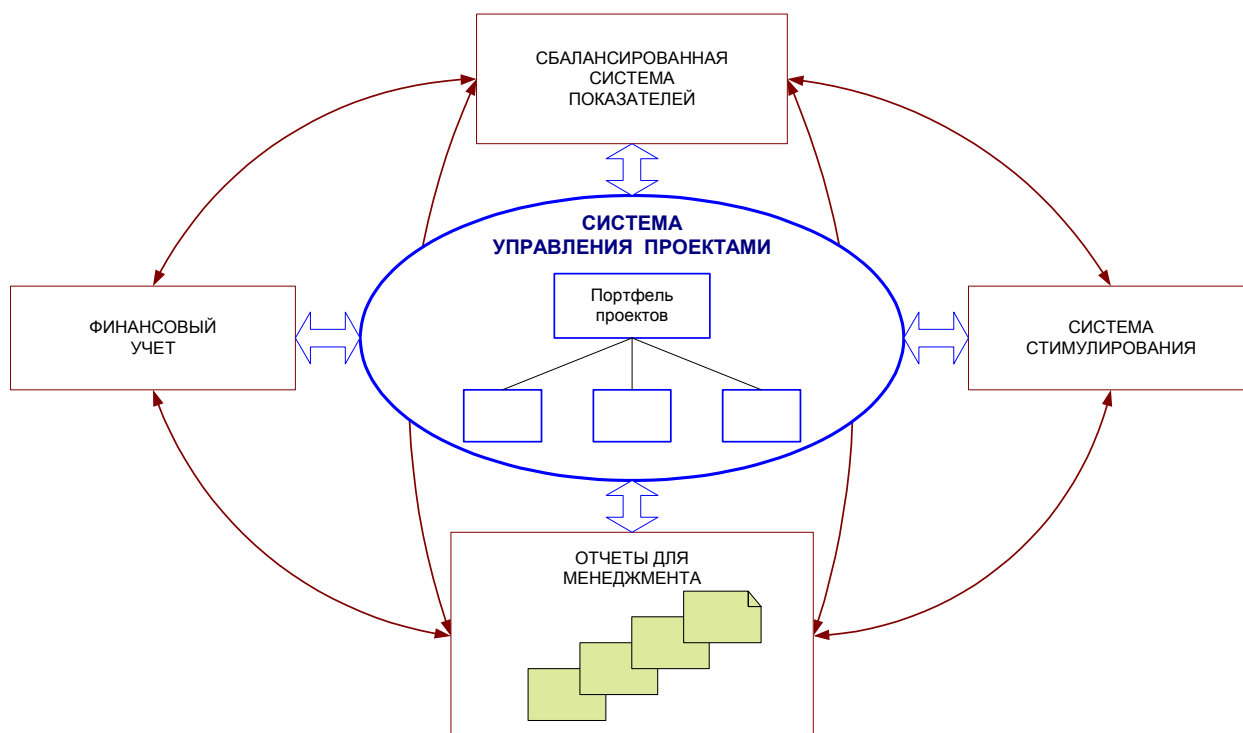 СБАЛАНСИРОВАННАЯ
СИСТЕМА
ПОКАЗАТЕЛЕЙ
СИСТЕМА
УПРАВЛЕНИЯ ПРОЕКТАМИ
Портфель
проектов
ФИНАНСОВЫЙ
УЧЕТ
СИСТЕМА
СТИМУЛИРОВАНИЯ
ОТЧЕТЫ ДЛЯ
МЕНЕДЖМЕНТА